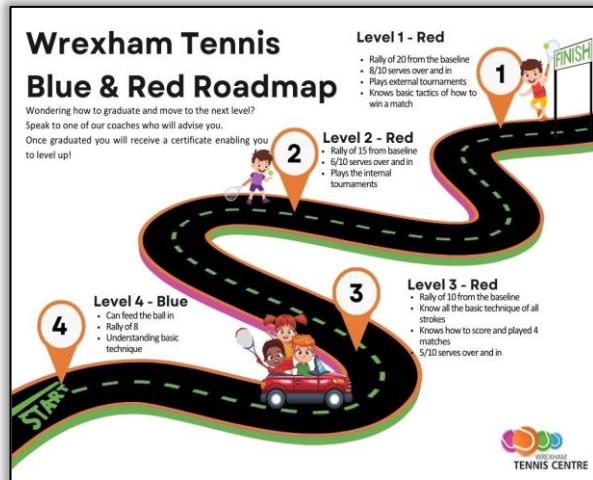 Wrexham Tennis
Blue & Red Roadmap
Wondering how to graduate and move to the next level?
Speak to one of our coaches who will advise you.
Once graduated you will receive a certificate enabling you
to level up!
Level 1 - Red
• Rally of 20 from the baseline
• 8/10 serves over and in
• Plays external tournaments
• Knows basic tactics of how to
win a match
1
FINISH
Level 2 - Red
• Rally of 15 from baseline
• 6/10 serves over and in
• Plays the internal
tournaments
2
Level 3 - Red
• Rally of 10 from the baseline
• Know all the basic technique of all
strokes
• Knows how to score and played 4
matches
• 5/10 serves over and in
3
Level 4 - Blue
• Can feed the ball in
• Rally of 8
• Understanding basic
technique
4
START
WREXHAM
TENNIS CENTRE